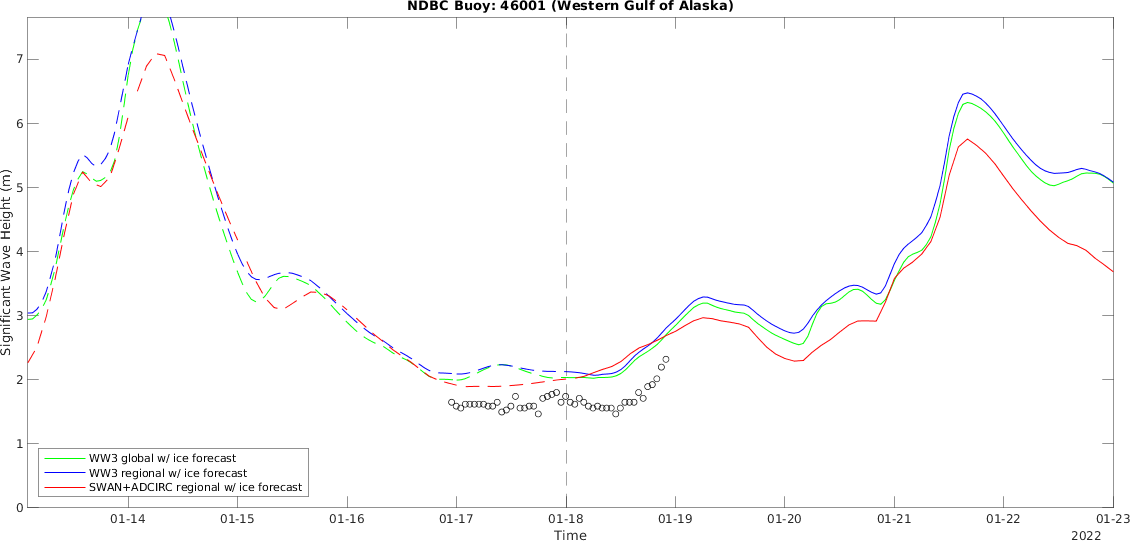 NDBC Buoy: 46001 (Western Gulf of Alaska)
Significant Wave Height (m)
7
6
5
4
3
2
1
0
WW3 global w/ ice forecast
WW3 regional w/ ice forecast
SWAN+ADCIRC regional w/ ice forecast
01-14 01-15 01-16 01-17 01-18 01-19 01-20 01-21 01-22 01-23
Time
2022